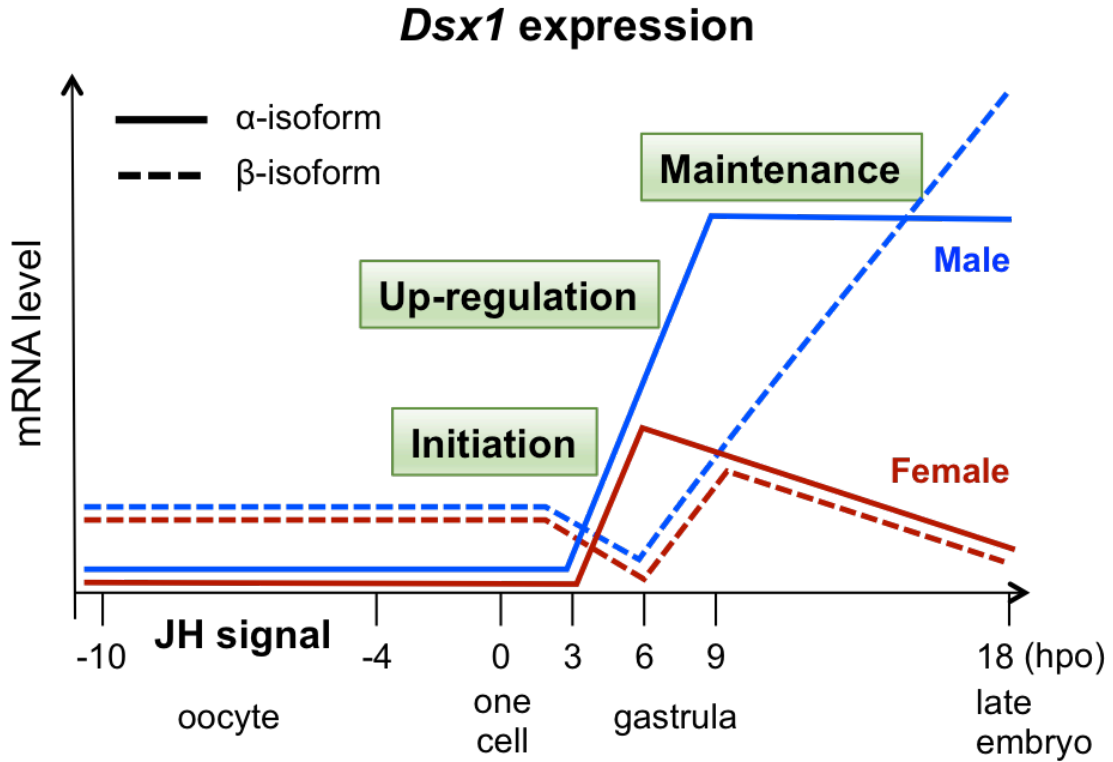 Dsx1 expression
α-isoform
β-isoform
Maintenance
Male
Up-regulation
mRNA level
Initiation
Female
JH signal
-10 -4 0 3 6 9 18 (hpo)
oocyte one gastrula late
cell embryo